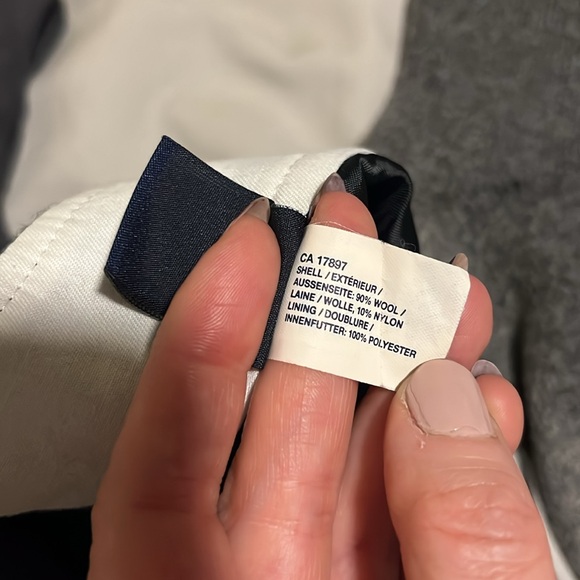 CA 17897
SHELL / EXTÉRIEUR /
AUSSENSEITE: 90% WOOL /
LAINE / WOLLE, 10% NYLON
LINING / DOUBLURE /
INNENFUTTER: 100% POLYESTER